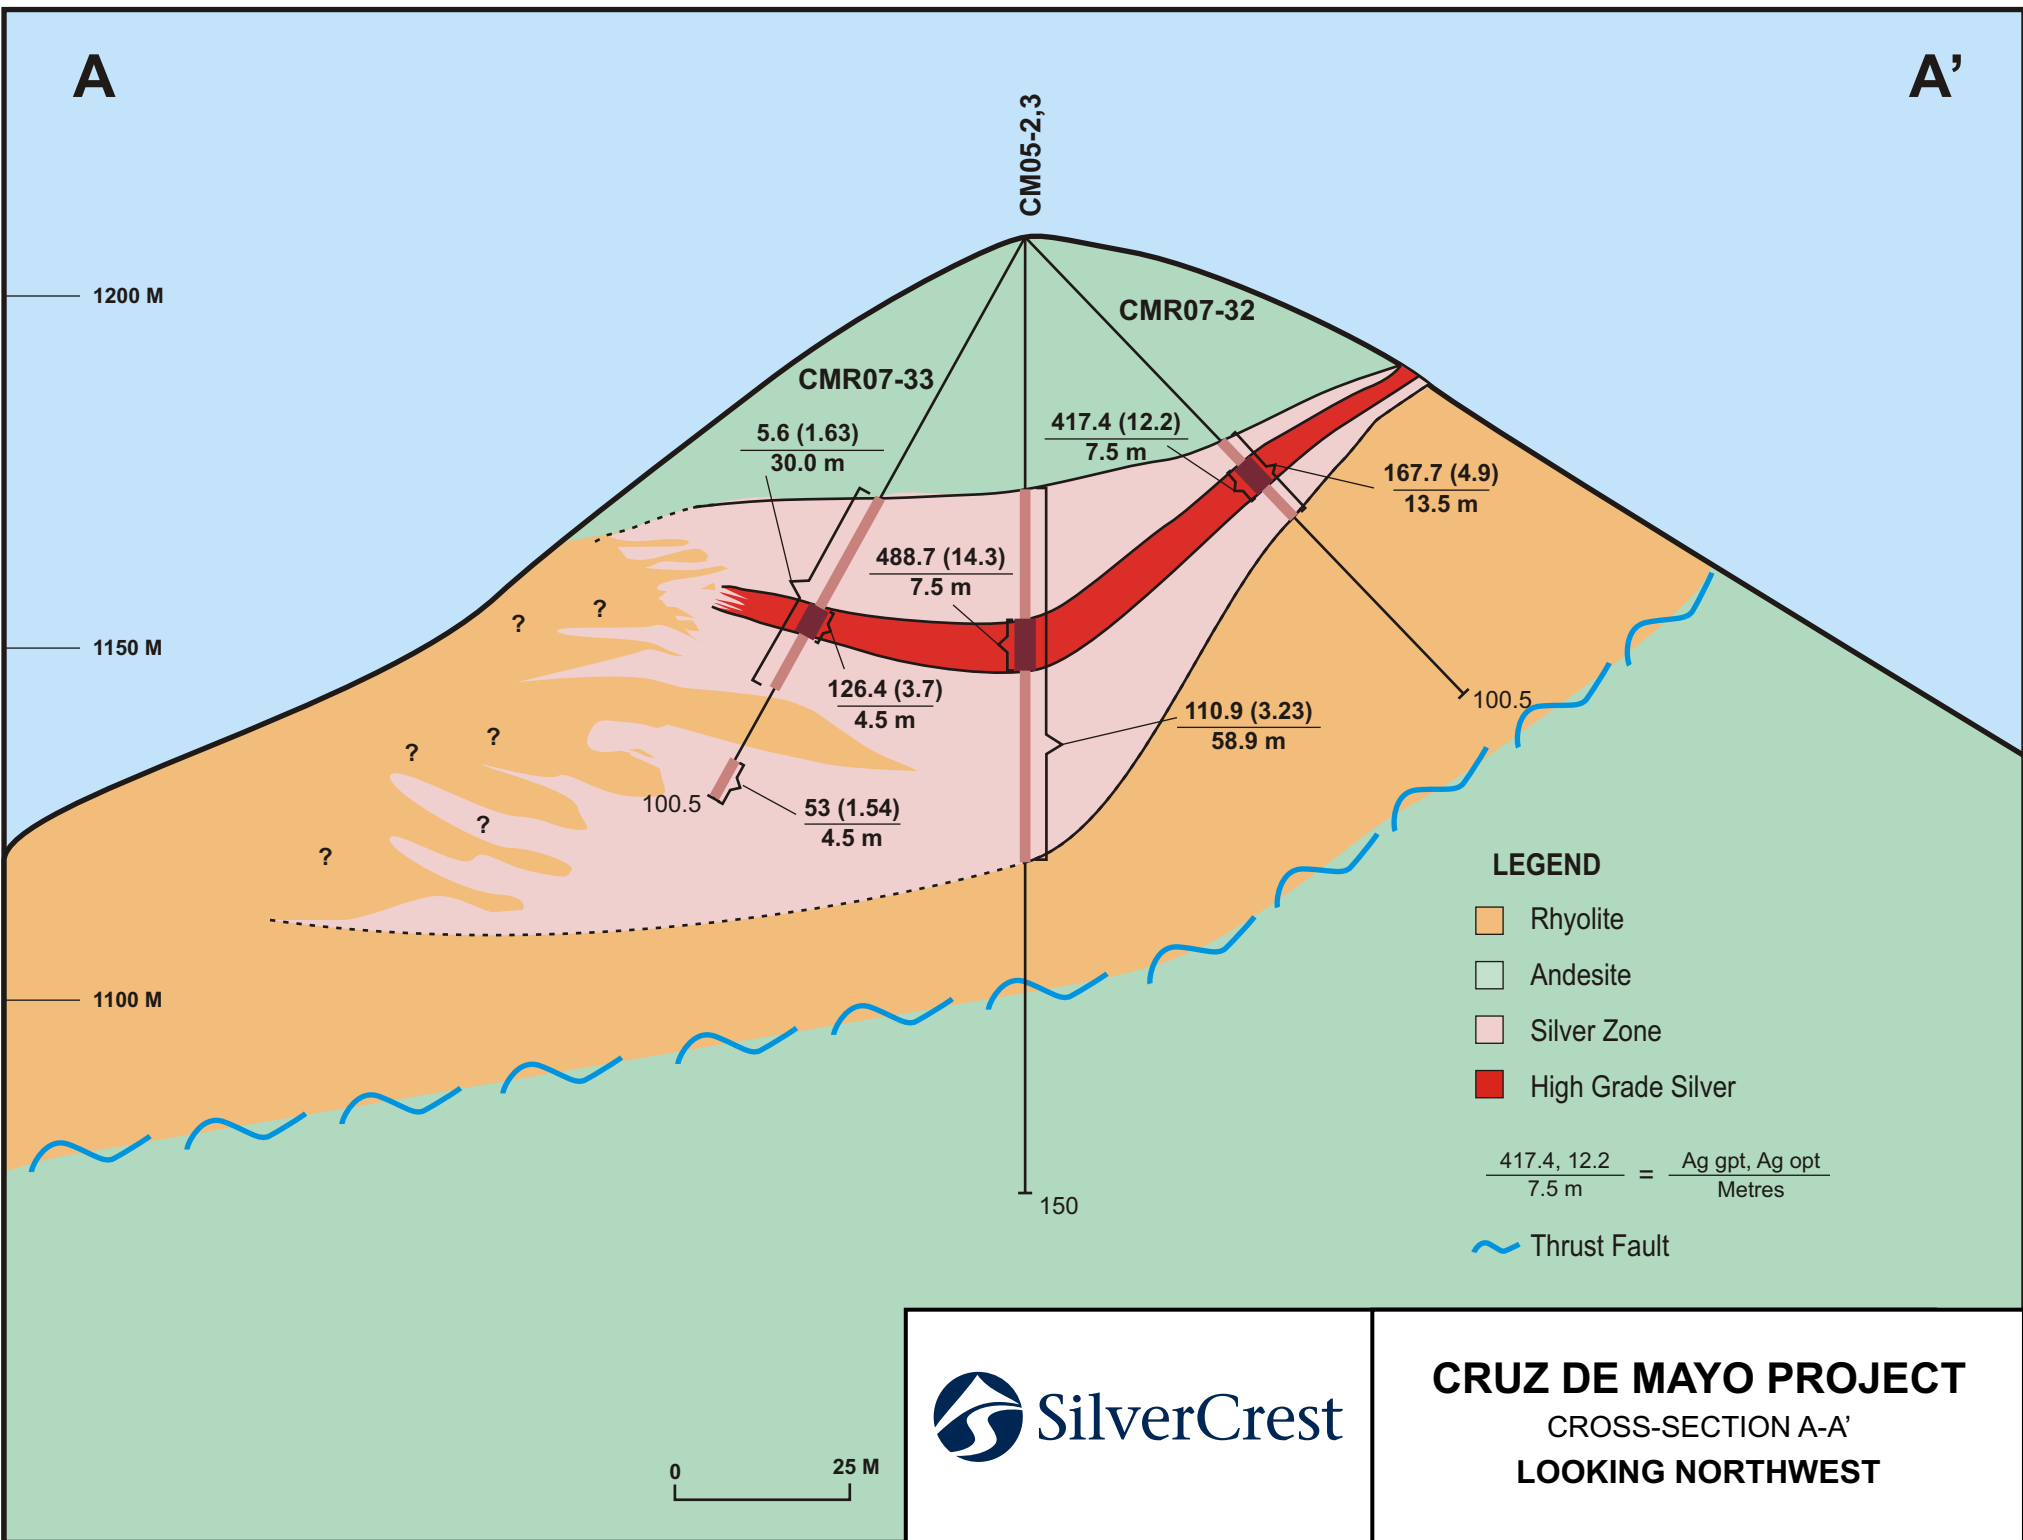 A
A’
CM05-2,3
1200 M
CMR07-32
CMR07-33
417.4 (12.2)
7.5 m
5.6 (1.63)
30.0 m
167.7 (4.9)
13.5 m
488.7 (14.3)
7.5 m
?
?
1150 M
126.4 (3.7)
4.5 m
100.5
110.9 (3.23)
58.9 m
?
?
100.5
53 (1.54)
4.5 m
?
?
1100 M
150
LEGEND
Rhyolite
Andesite
Silver Zone
High Grade Silver
417.4, 12.2
7.5 m
=
Ag gpt, Ag opt
Metres
Thrust Fault
0
25 M
SilverCrest
CRUZ DE MAYO PROJECT
CROSS-SECTION A-A’
LOOKING NORTHWEST